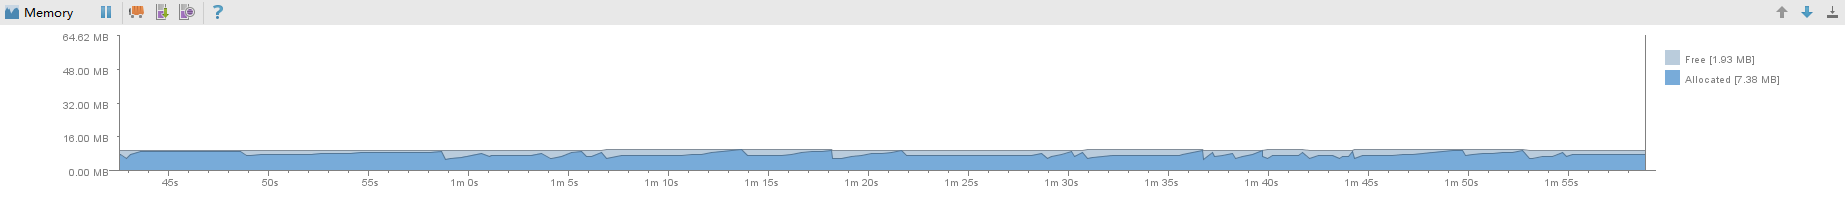 Memory ?
64.62 MB
48.00 MB
32.00 MB
16.00 MB
0.00 MB
Free [1.93 MB]
Allocated [7.38 MB]
45s 50s 55s 1m 0s 1m 5s 1m 10s 1m 15s 1m 20s 1m 25s 1m 30s 1m 35s 1m 40s 1m 45s 1m 50s 1m 55s